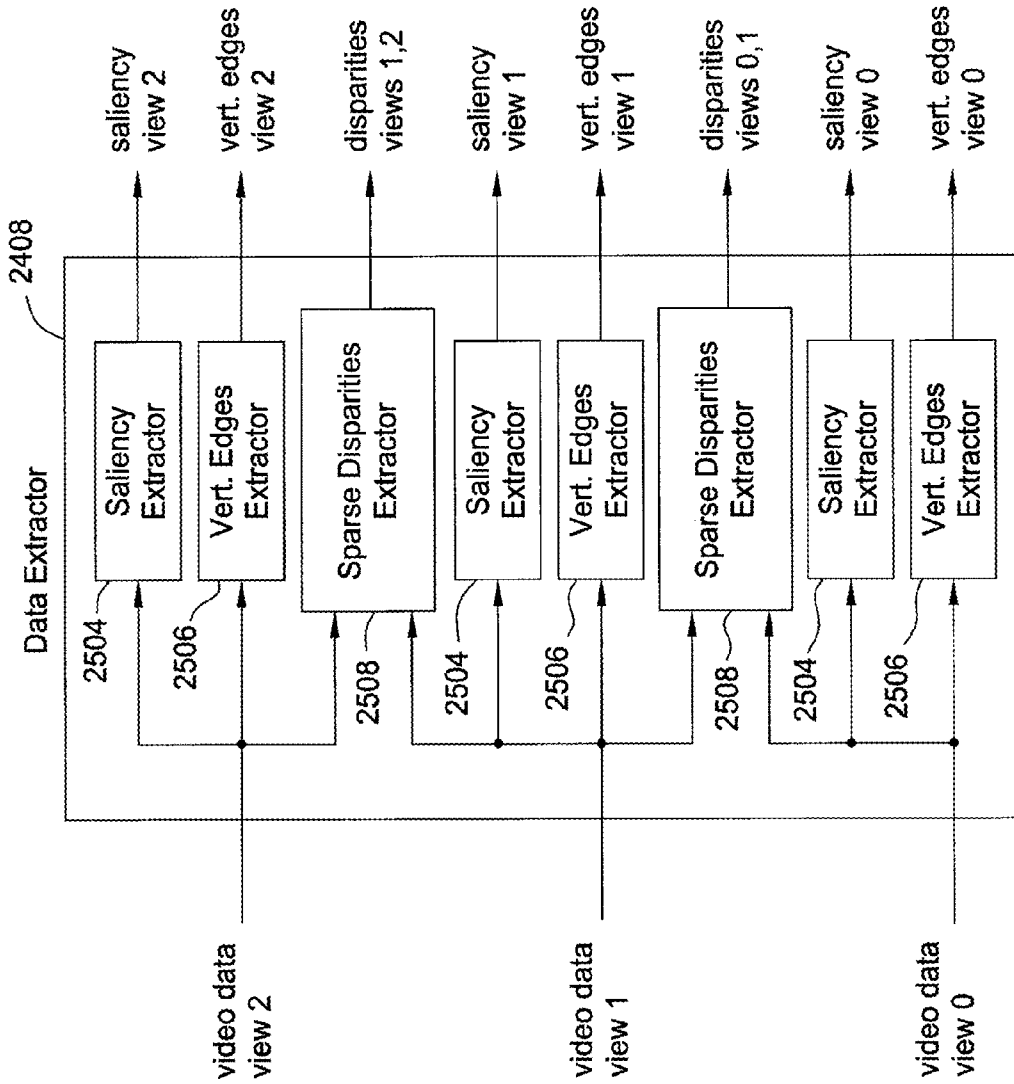 Data Extractor
2408
video data
view 2
2504
Saliency
Extractor
saliency
view 2
2506
Vert. Edges
Extractor
vert. edges
view 2
2508
Sparse Disparities
Extractor
disparities
views 1,2
video data
view 1
2504
Saliency
Extractor
saliency
view 1
2506
Vert. Edges
Extractor
vert. edges
view 1
2508
Sparse Disparities
Extractor
disparities
views 0,1
video data
view 0
2504
Saliency
Extractor
saliency
view 0
2506
Vert. Edges
Extractor
vert. edges
view 0